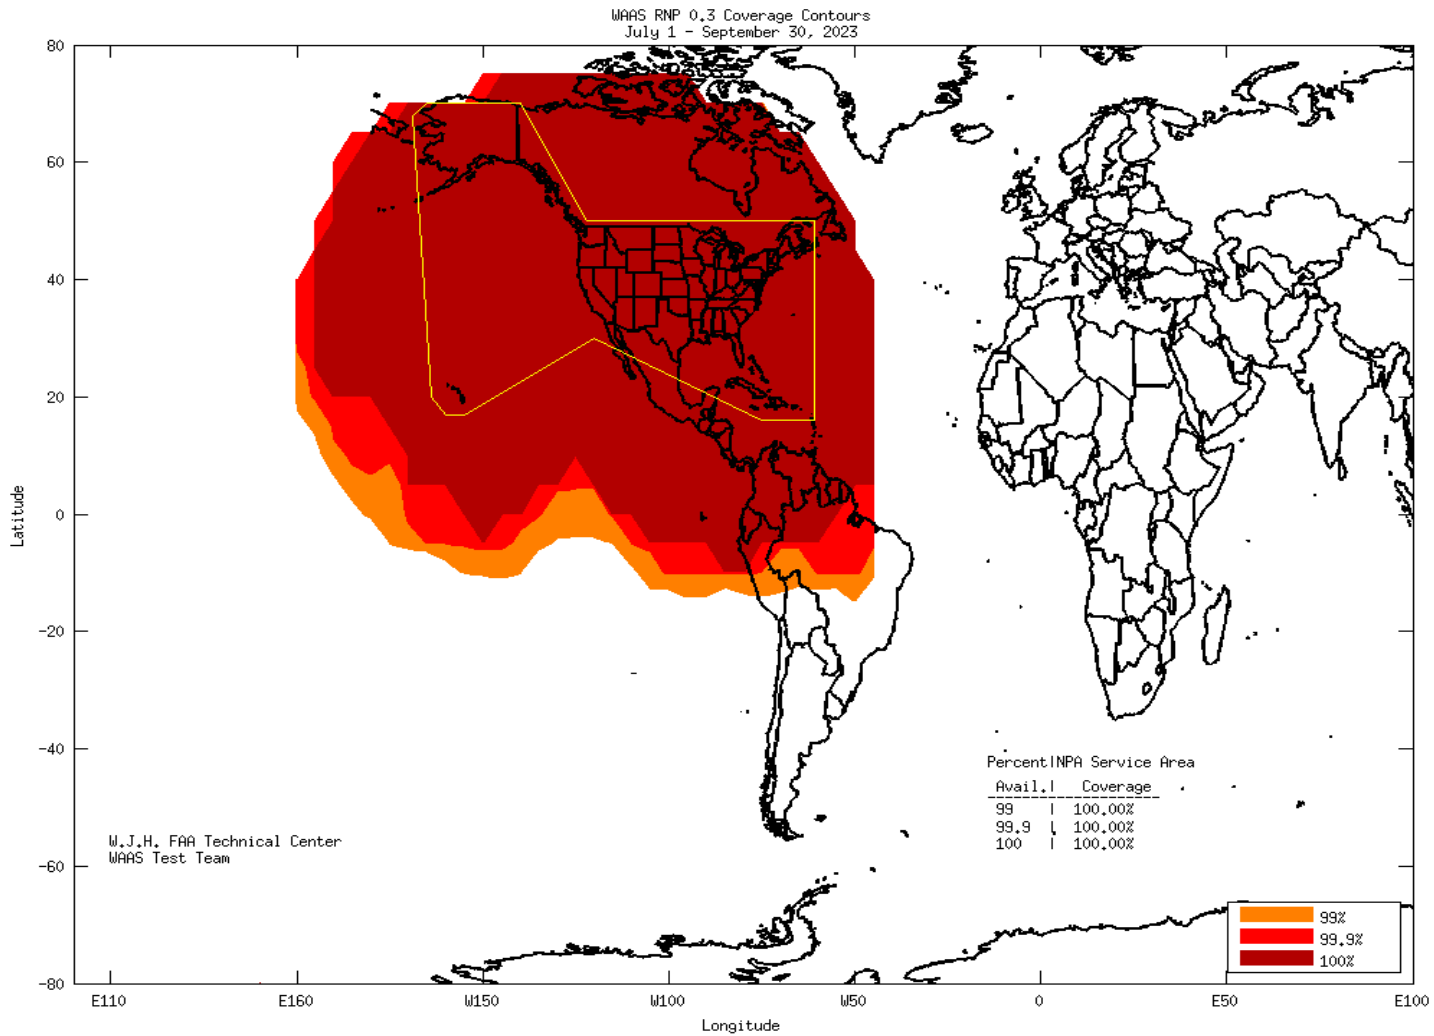 WAAS RNP 0.3 Coverage Contours
July 1 - September 30, 2023
80
60
40
20
0
-20
-40
-60
-80
Latitude
Percent|NPA Service Area
Avail.| Coverage
99 | 100.00%
99.9 | 100.00%
100 | 100.00%
W.J.H. FAA Technical Center
WAAS Test Team
99%
99.9%
100%
E110 E160 W150 W100 W50 0 E50 E100
Longitude